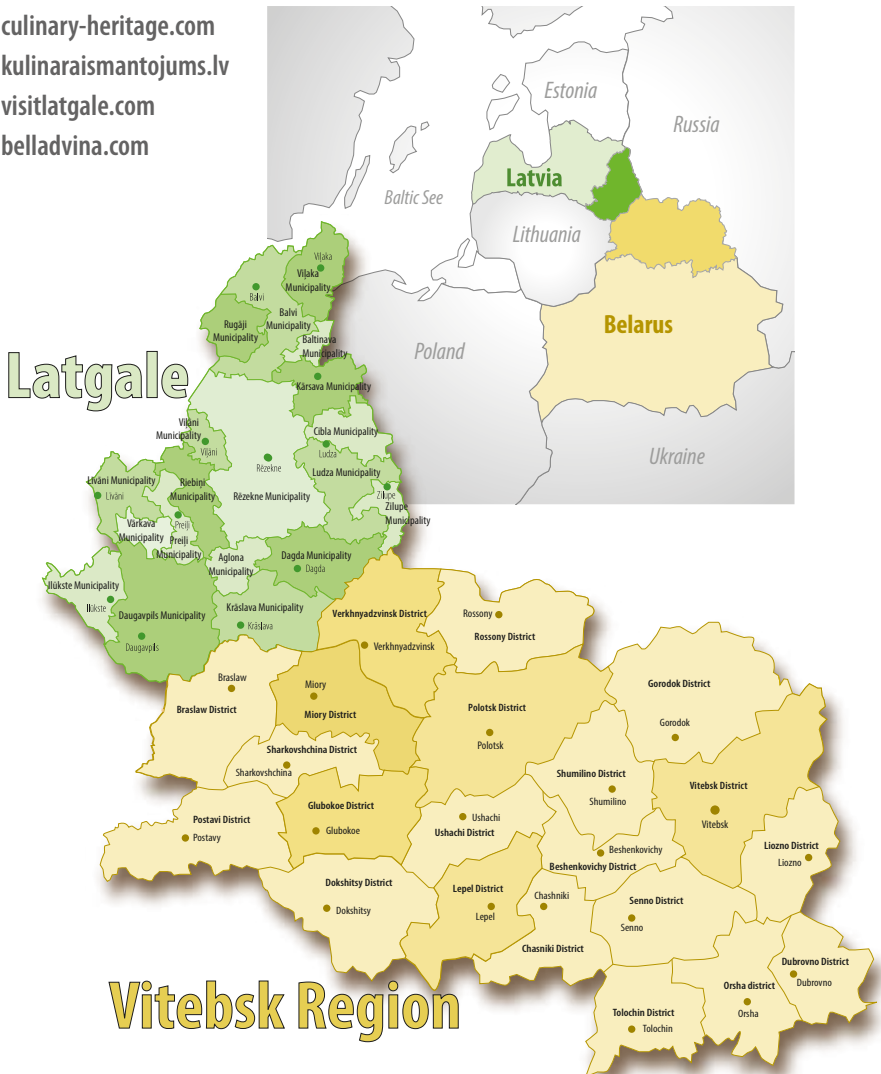 culinary-heritage.com
kulinaraismantojums.lv
visitlatgale.com
belladvina.com
Estonia
Russia
Latvia
Baltic See
Lithuania
Belarus
Poland
Ukraine
Latgale
Viļaka
Viļaka
Municipality
Balvi
Balvi
Municipality
Rugāji
Municipality
Baltinava
Municipality
Kārsava Municipality
Viļāni
Municipality
Viļāni
Cibla Municipality
Ludza
Rēzekne
Ludza Municipality
Līvāni Municipality
Līvāni
Riebiņi
Municipality
Rēzekne Municipality
Zilupe
Zilupe
Municipality
Vārkava
Municipality
Preiļi
Preiļi
Municipality
Aglona
Municipality
Dagda Municipality
Dagda
Ilūkste Municipality
Ilūkste
Daugavpils Municipality
Daugavpils
Krāslava Municipality
Krāslava
Verkhnyadzvinsk District
Verkhnyadzvinsk
Rossony
Rossony District
Braslaw
Braslaw District
Miory
Miory District
Polotsk District
Polotsk
Gorodok District
Gorodok
Sharkovshchina District
Sharkovshchina
Shumilino District
Shumilino
Vitebsk District
Vitebsk
Postavi District
Postavy
Glubokoe District
Glubokoe
Ushachi
Ushachi District
Beshenkovichy
Beshenkovichy District
Liozno District
Liozno
Dokshitsy District
Dokshitsy
Lepel District
Lepel
Chashniki
Chasniki District
Senno District
Senno
Dubrovno District
Dubrovno
Orsha district
Orsha
Tolochin District
Tolochin
Vitebsk Region